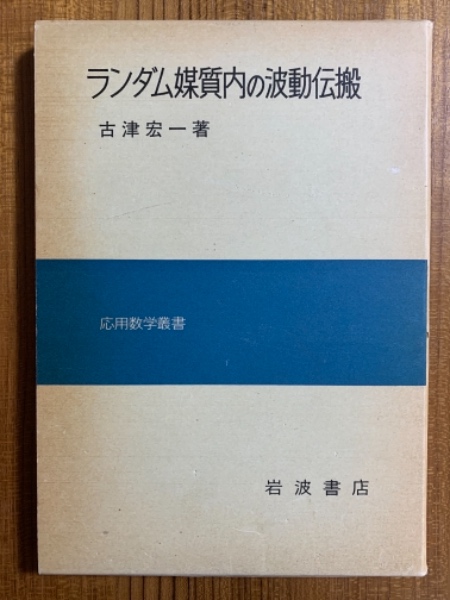 ランダム媒質内の波動伝搬
古津宏一著
応用数学叢書
岩波書店